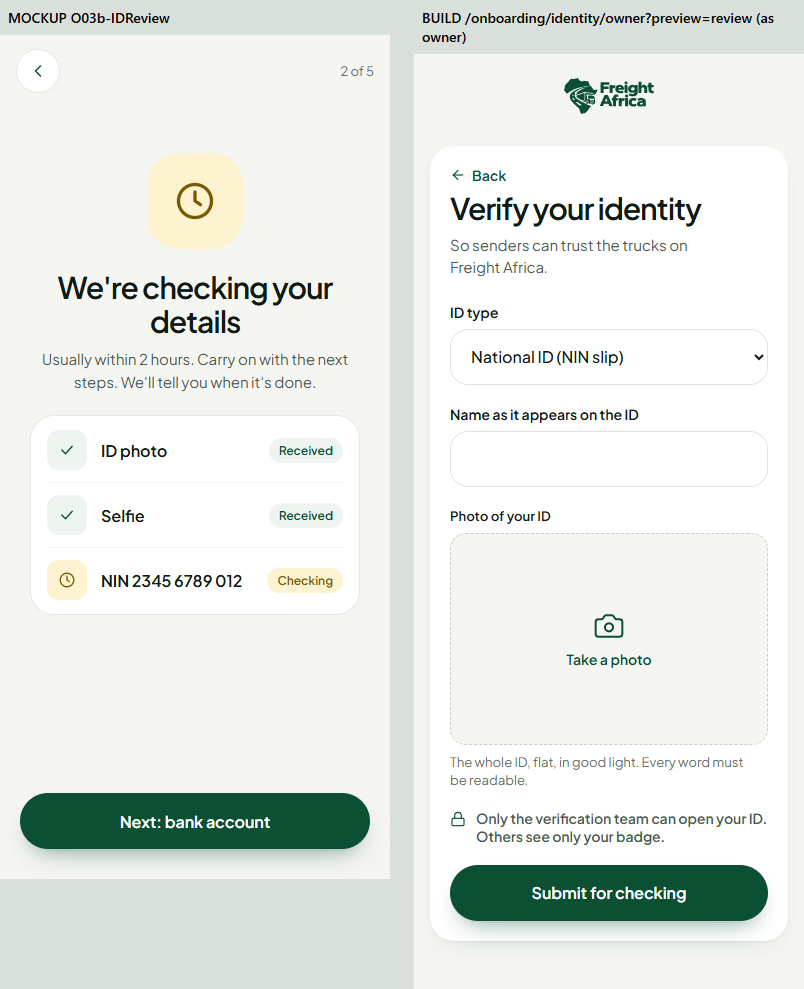 MOCKUP O03b-IDReview
2 of 5
We're checking your
details
Usually within 2 hours. Carry on with the next
steps. We'll tell you when it's done.
ID photo
Received
Selfie
Received
NIN 2345 6789 012
Checking
Next: bank account
BUILD /onboarding/identity/owner?preview=review (as
owner)
Freight
Africa
Back
Verify your identity
So senders can trust the trucks on
Freight Africa.
ID type
National ID (NIN slip)
Name as it appears on the ID
Photo of your ID
Take a photo
The whole ID, flat, in good light. Every word must
be readable.
Only the verification team can open your ID.
Others see only your badge.
Submit for checking